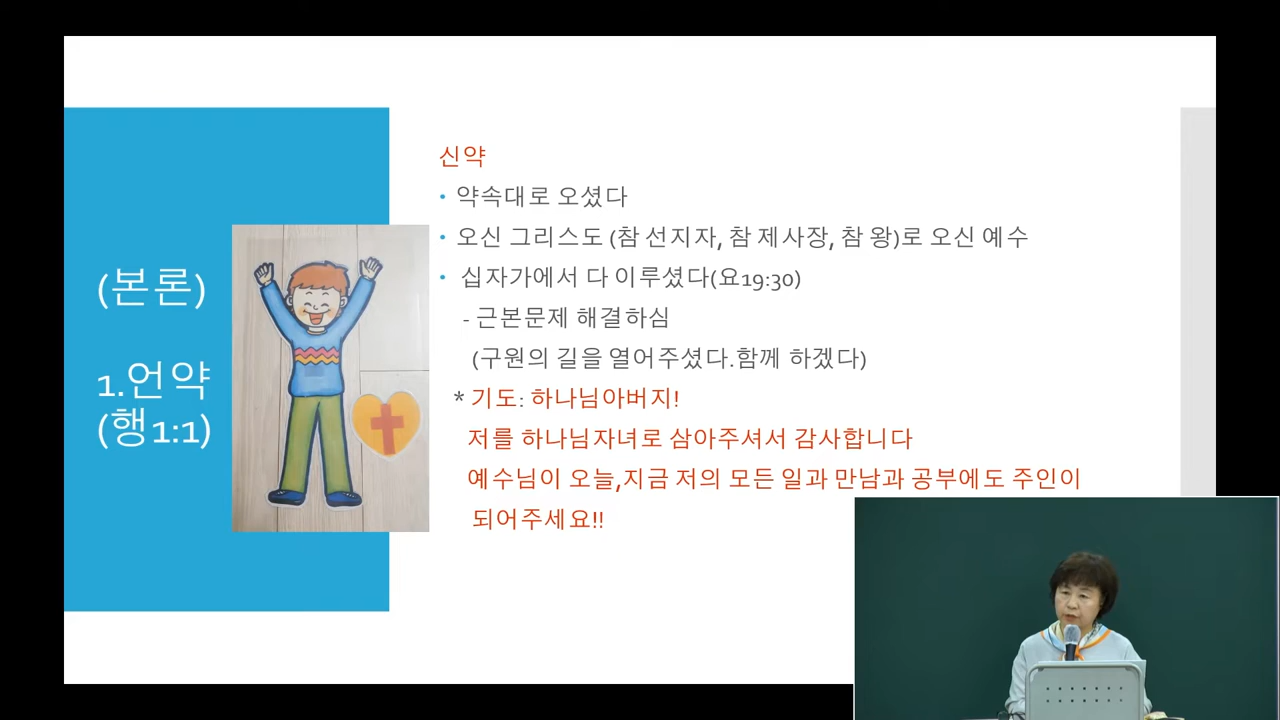 (본론)
1.언약
(행1:1)
신약
• 약속대로 오셨다
• 오신 그리스도 (참 선지자, 참 제사장, 참 왕)로 오신 예수
• 십자가에서 다 이루셨다(요19:30)
- 근본문제 해결하심
(구원의 길을 열어주셨다.함께 하겠다)
* 기도: 하나님아버지!
저를 하나님자녀로 삼아주셔서 감사합니다
예수님이 오늘,지금 저의 모든 일과 만남과 공부에도 주인이
되어주세요!!